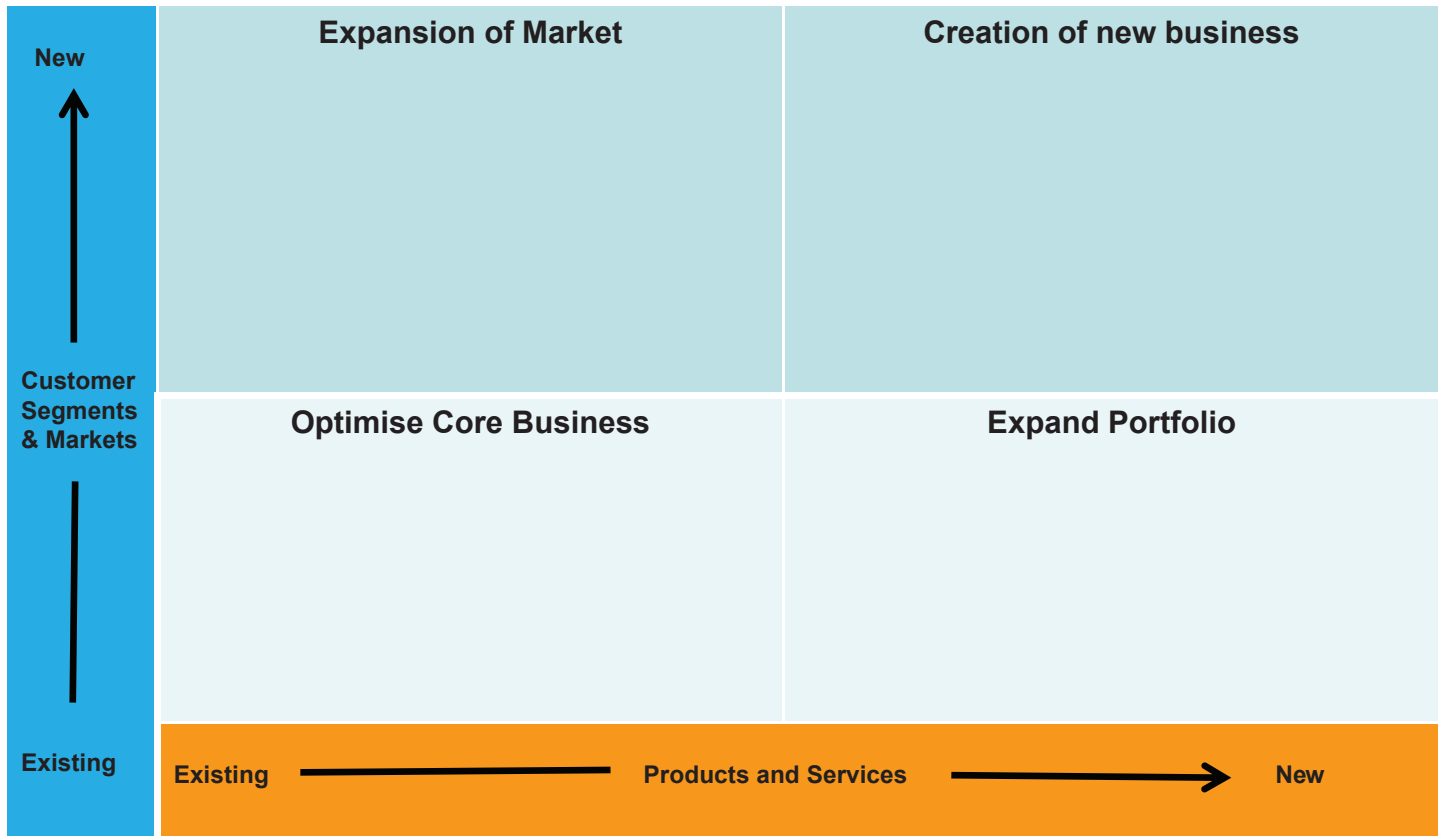 Expansion of Market
Creation of new business
New
Customer
Segments
& Markets
Optimise Core Business
Expand Portfolio
Existing
Existing
Products and Services
New